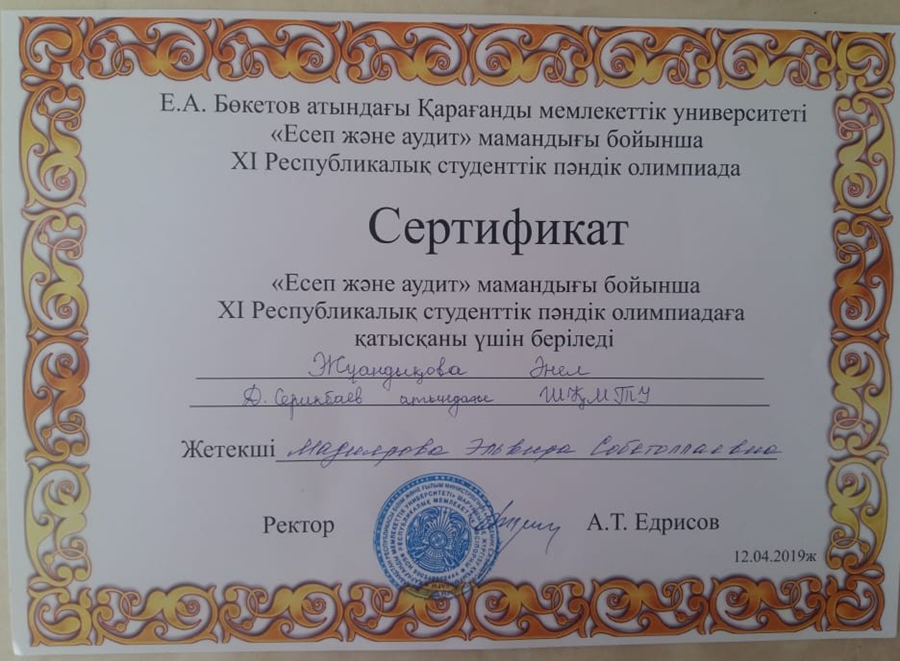 Е.А. Бөкетов атындағы Қарағанды мемлекеттік университеті
«Есеп және аудит» мамандығы бойынша
XI Республикалық студенттік пәндік олимпиада
Сертификат
«Есеп және аудит» мамандығы бойынша
XI Республикалық студенттік пәндік олимпиадаға
қатысқаны үшін беріледі
Жуандықова Әнел
Д. Серикбаев атындағы ШҚМТУ
Жетекші Мадиярова Эльвира
Ректор А.Т. Едрисов
12.04.2019ж